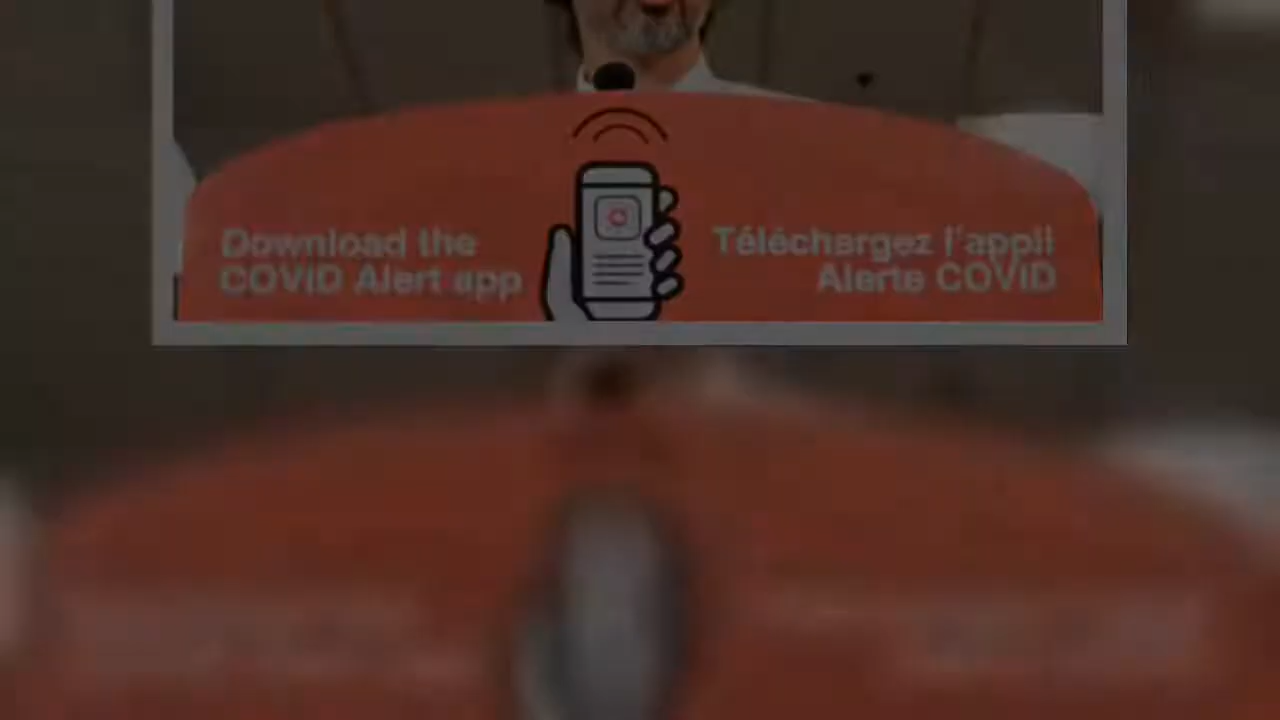 Download the
COVID Alert app
Téléchargez l'appli
Alerte COVID